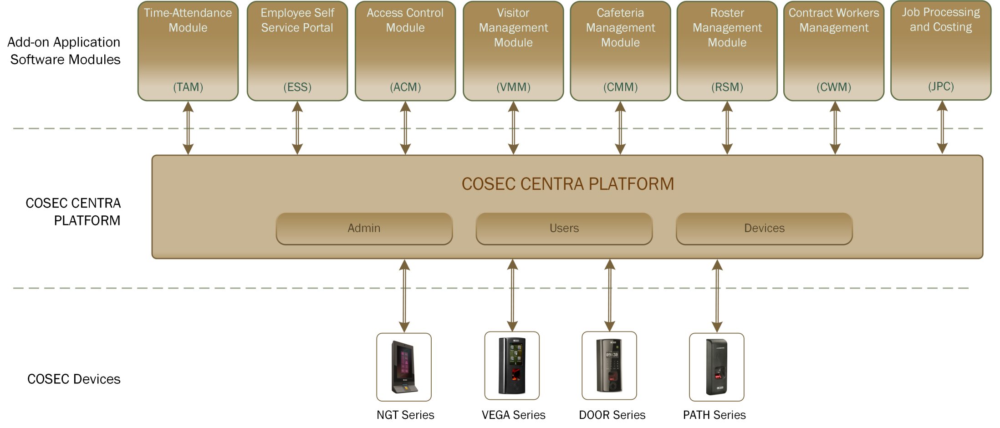 Time-Attendance
Module
(TAM)
Employee Self
Service Portal
(ESS)
Access Control
Module
(ACM)
Visitor
Management
Module
(VMM)
Cafeteria
Management
Module
(CMM)
Roster
Management
Module
(RSM)
Contract Workers
Management
(CWM)
Job Processing
and Costing
(JPC)
Add-on Application
Software Modules
COSEC CENTRA
PLATFORM
COSEC CENTRA PLATFORM
Admin
Users
Devices
COSEC Devices
09:30
NGT Series
VEGA Series
DOOR Series
PATH Series